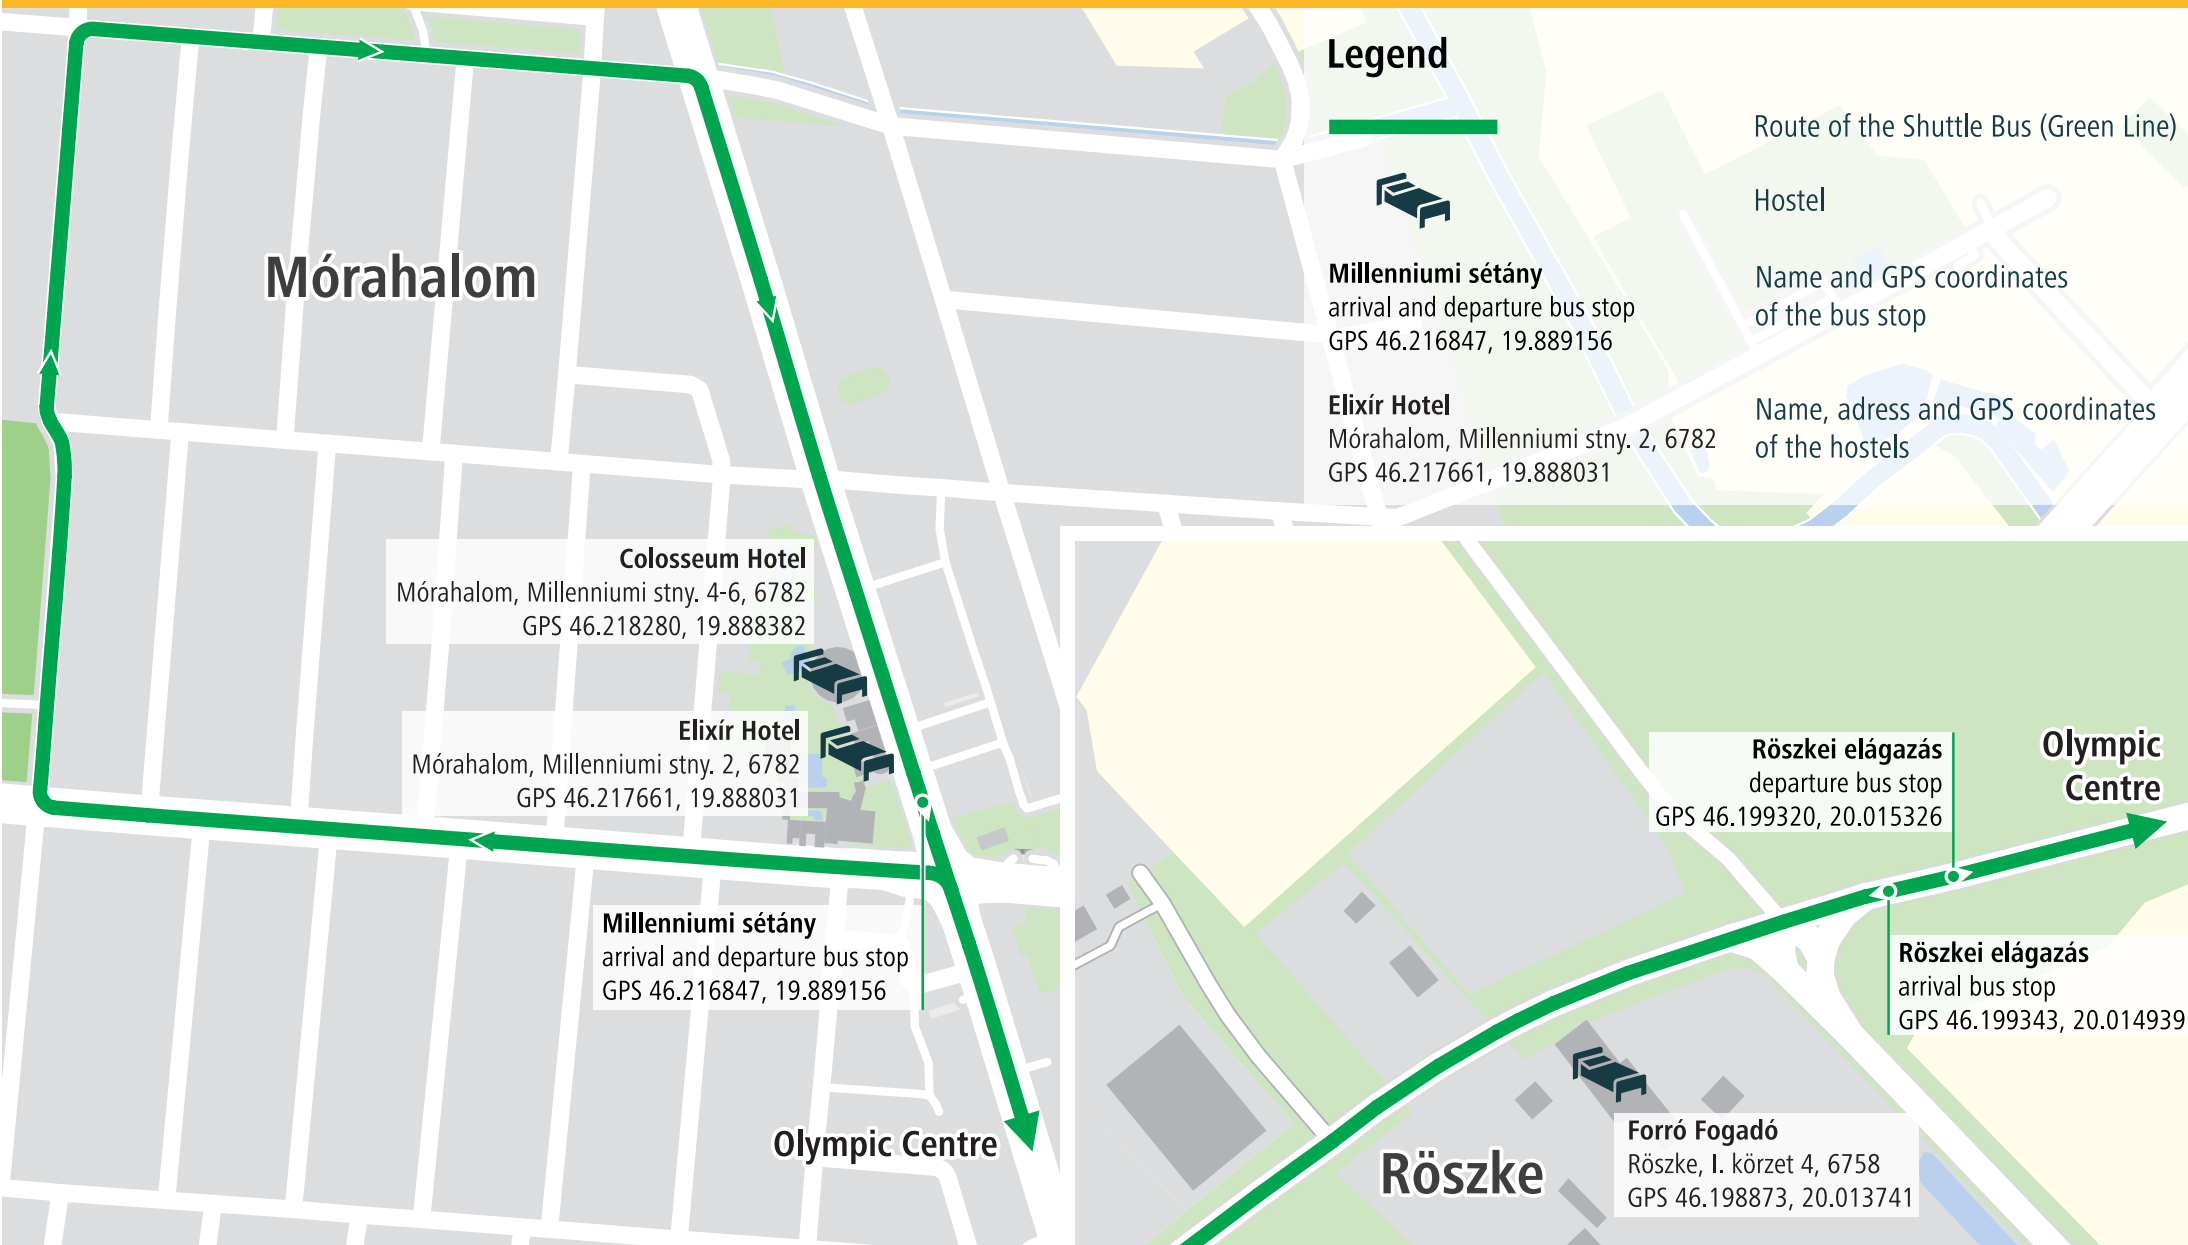 Legend
Route of the Shuttle Bus (Green Line)
Hostel
Millenniumi sétány
arrival and departure bus stop
GPS 46.216847, 19.889156
Name and GPS coordinates
of the bus stop
Elixír Hotel
Mórahalom, Millenniumi stny. 2, 6782
GPS 46.217661, 19.888031
Name, adress and GPS coordinates
of the hostels
Mórahalom
Colosseum Hotel
Mórahalom, Millenniumi stny. 4-6, 6782
GPS 46.218280, 19.888382
Elixír Hotel
Mórahalom, Millenniumi stny. 2, 6782
GPS 46.217661, 19.888031
Millenniumi sétány
arrival and departure bus stop
GPS 46.216847, 19.889156
Olympic Centre
Röszkei elágazás
departure bus stop
GPS 46.199320, 20.015326
Olympic
Centre
Röszkei elágazás
arrival bus stop
GPS 46.199343, 20.014939
Röszke
Forró Fogadó
Röszke, I. körzet 4, 6758
GPS 46.198873, 20.013741